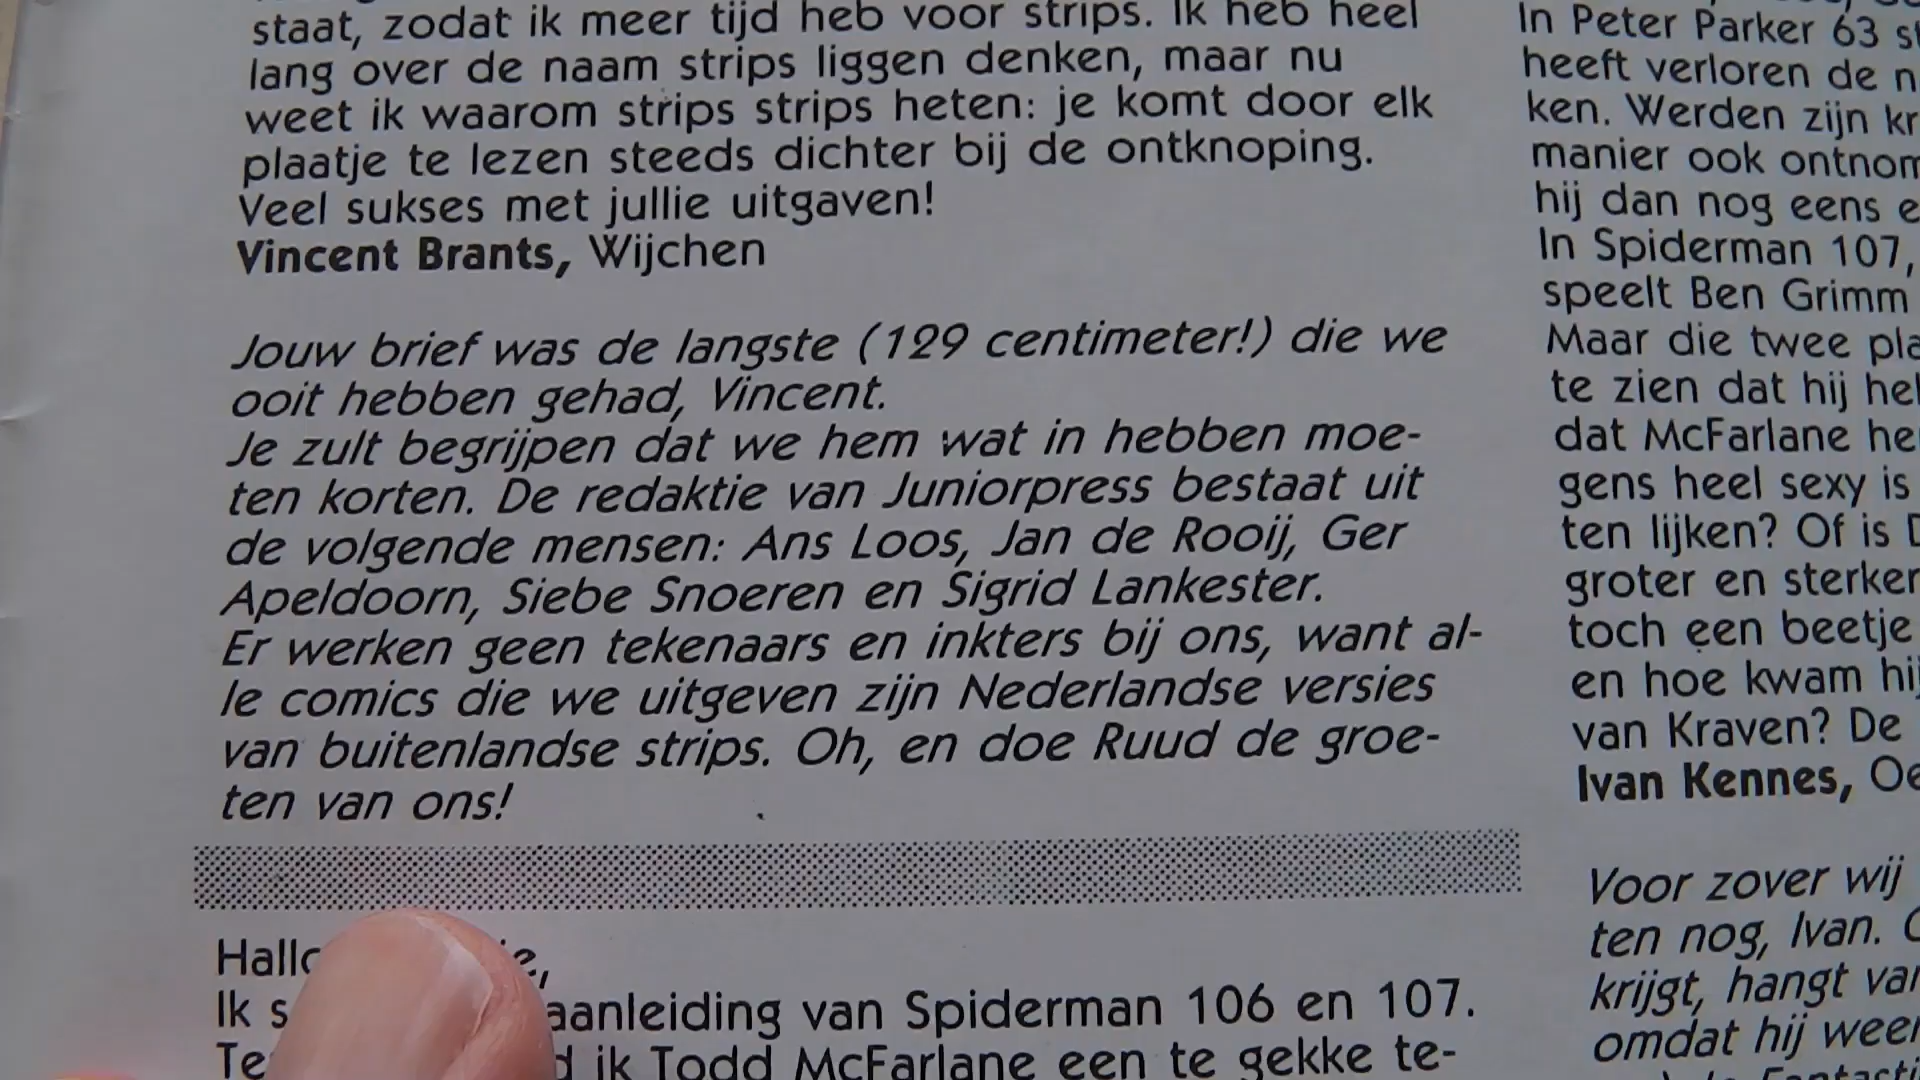 staat, zodat ik meer tijd heb voor strips. Ik heb heel
lang over de naam strips liggen denken, maar nu
weet ik waarom strips strips heten: je komt door elk
plaatje te lezen steeds dichter bij de ontknoping.
Veel sukses met jullie uitgaven!
Vincent Brants, Wijchen
Jouw brief was de langste (129 centimeter!) die we
ooit hebben gehad, Vincent.
Je zult begrijpen dat we hem wat in hebben moe-
ten korten. De redaktie van Juniorpress bestaat uit
de volgende mensen: Ans Loos, Jan de Rooij, Ger
Apeldoorn, Siebe Snoeren en Sigrid Lankester.
Er werken geen tekenaars en inkters bij ons, want al-
le comics die we uitgeven zijn Nederlandse versies
van buitenlandse strips. Oh, en doe Ruud de groe-
ten van ons!
Ik aanleiding van Spiderman 106 en 107.
ik Todd McFarlane een te gekke te-
In Peter Parker 63
heeft verloren de
ken. Werden zijn
manier ook
hij dan nog eens
In Spiderman 107,
speelt Ben Grimm
Maar die twee
te zien dat hij
dat McFarlane
gens heel sexy is
ten lijken? Of is
groter en sterker
toch een beetje
en hoe kwam hij
van Kraven? De
Ivan Kennes,
Voor zover wij
ten nog, Ivan.
krijgt, hangt
omdat hij